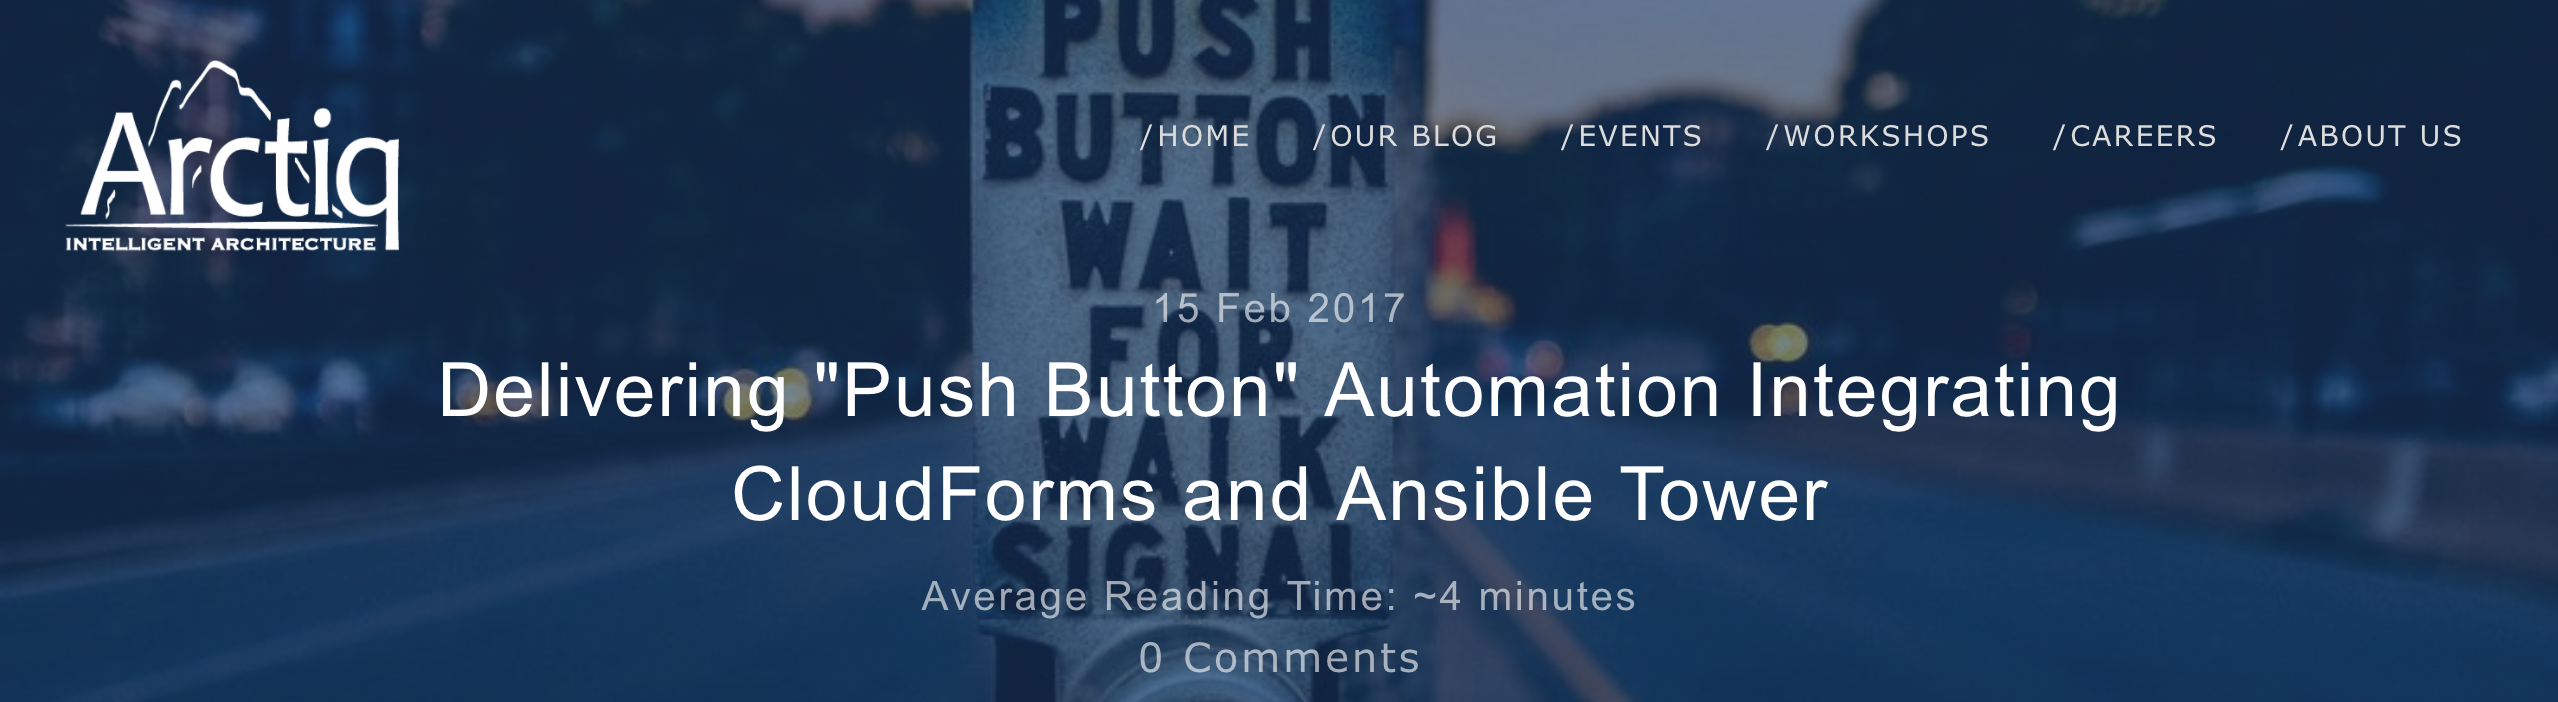 PUSH
BUTTON
WAIT
FOR
WALK
SIGNAL
Arctiq
INTELLIGENT ARCHITECTURE
/HOME
/OUR BLOG
/EVENTS
/WORKSHOPS
/CAREERS
/ABOUT US
15 Feb 2017
Delivering "Push Button" Automation Integrating
CloudForms and Ansible Tower
Average Reading Time: ~4 minutes
0 Comments